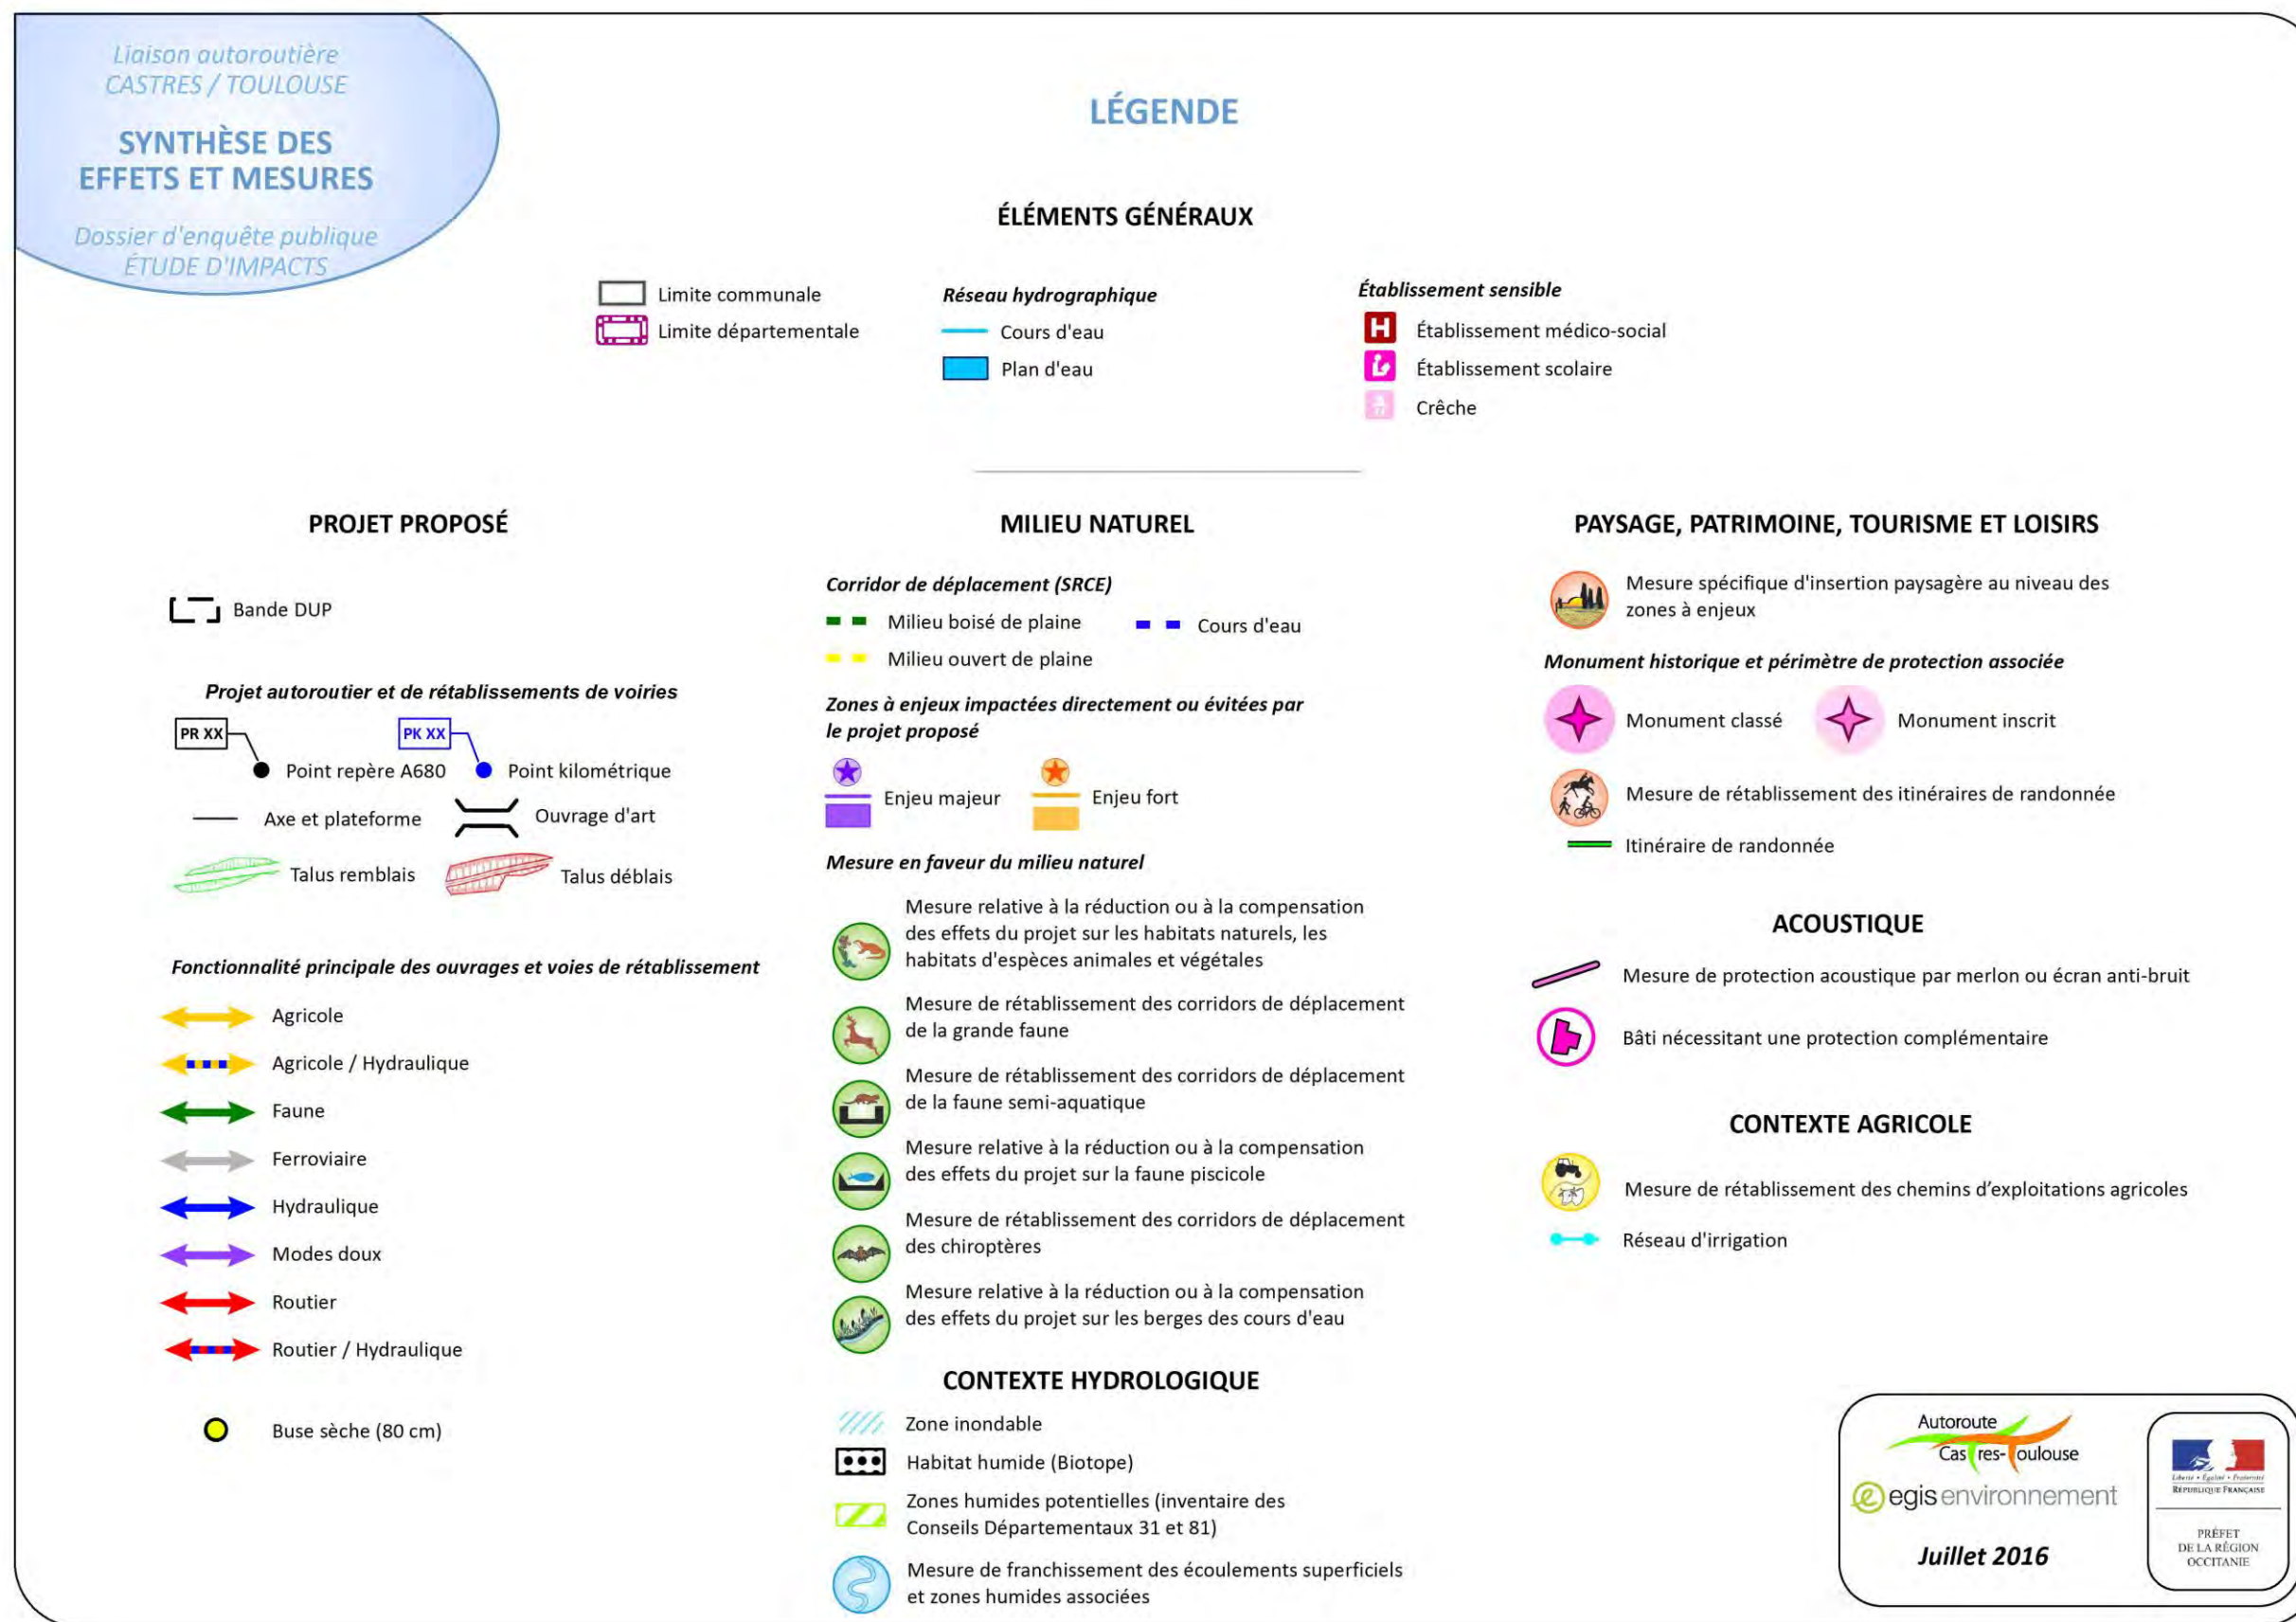 Liaison autoroutière
CASTRES / TOULOUSE
SYNTHÈSE DES
EFFETS ET MESURES
Dossier d'enquête publique
ÉTUDE D'IMPACTS
LÉGENDE
ÉLÉMENTS GÉNÉRAUX
Limite communale
Limite départementale
Réseau hydrographique
Cours d'eau
Plan d'eau
Établissement sensible
H
Établissement médico-social
Établissement scolaire
Crêche
PROJET PROPOSÉ
Bande DUP
Projet autoroutier et de rétablissements de voiries
PR XX
PK XX
Point repère A680
Point kilométrique
Axe et plateforme
Ouvrage d'art
Talus remblais
Talus déblais
Fonctionnalité principale des ouvrages et voies de rétablissement
Agricole
Agricole / Hydraulique
Faune
Ferroviaire
Hydraulique
Modes doux
Routier
Routier / Hydraulique
Buse sèche (80 cm)
MILIEU NATUREL
Corridor de déplacement (SRCE)
Milieu boisé de plaine
Cours d'eau
Milieu ouvert de plaine
Zones à enjeux impactées directement ou évitées par
le projet proposé
Enjeu majeur
Enjeu fort
Mesure en faveur du milieu naturel
Mesure relative à la réduction ou à la compensation
des effets du projet sur les habitats naturels, les
habitats d'espèces animales et végétales
Mesure de rétablissement des corridors de déplacement
de la grande faune
Mesure de rétablissement des corridors de déplacement
de la faune semi-aquatique
Mesure relative à la réduction ou à la compensation
des effets du projet sur la faune piscicole
Mesure de rétablissement des corridors de déplacement
des chiroptères
Mesure relative à la réduction ou à la compensation
des effets du projet sur les berges des cours d'eau
CONTEXTE HYDROLOGIQUE
Zone inondable
Habitat humide (Biotope)
Zones humides potentielles (inventaire des
Conseils Départementaux 31 et 81)
Mesure de franchissement des écoulements superficiels
et zones humides associées
PAYSAGE, PATRIMOINE, TOURISME ET LOISIRS
Mesure spécifique d'insertion paysagère au niveau des
zones à enjeux
Monument historique et périmètre de protection associée
Monument classé
Monument inscrit
Mesure de rétablissement des itinéraires de randonnée
Itinéraire de randonnée
ACOUSTIQUE
Mesure de protection acoustique par merlon ou écran anti-bruit
Bâti nécessitant une protection complémentaire
CONTEXTE AGRICOLE
Mesure de rétablissement des chemins d’exploitations agricoles
Réseau d'irrigation
Autoroute
Castres-Toulouse
egis environnement
Juillet 2016
Liberté • Égalité • Fraternité
RÉPUBLIQUE FRANÇAISE
PRÉFET
DE LA RÉGION
OCCITANIE